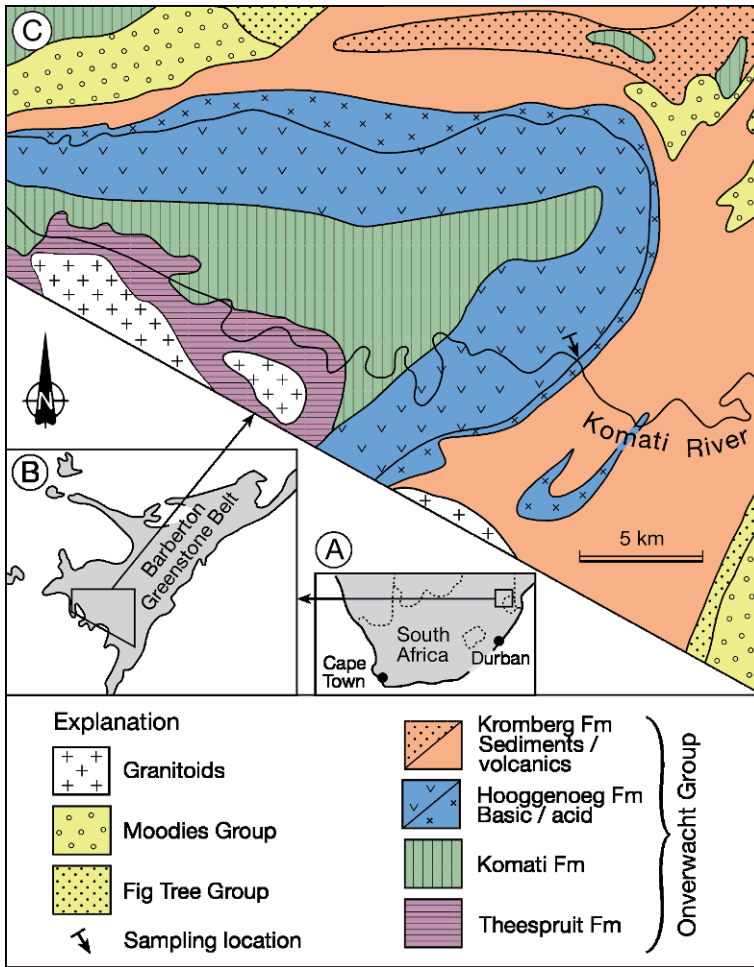 C
N
Komati River
5 km
B
Barberton
Greenstone Belt
A
South
Africa
Durban
Cape
Town
Explanation
Granitoids
Moodies Group
Fig Tree Group
Sampling location
Kromberg Fm
Sediments /
volcanics
Hooggenoeg Fm
Basic / acid
Komati Fm
Theespruit Fm
Onverwacht Group